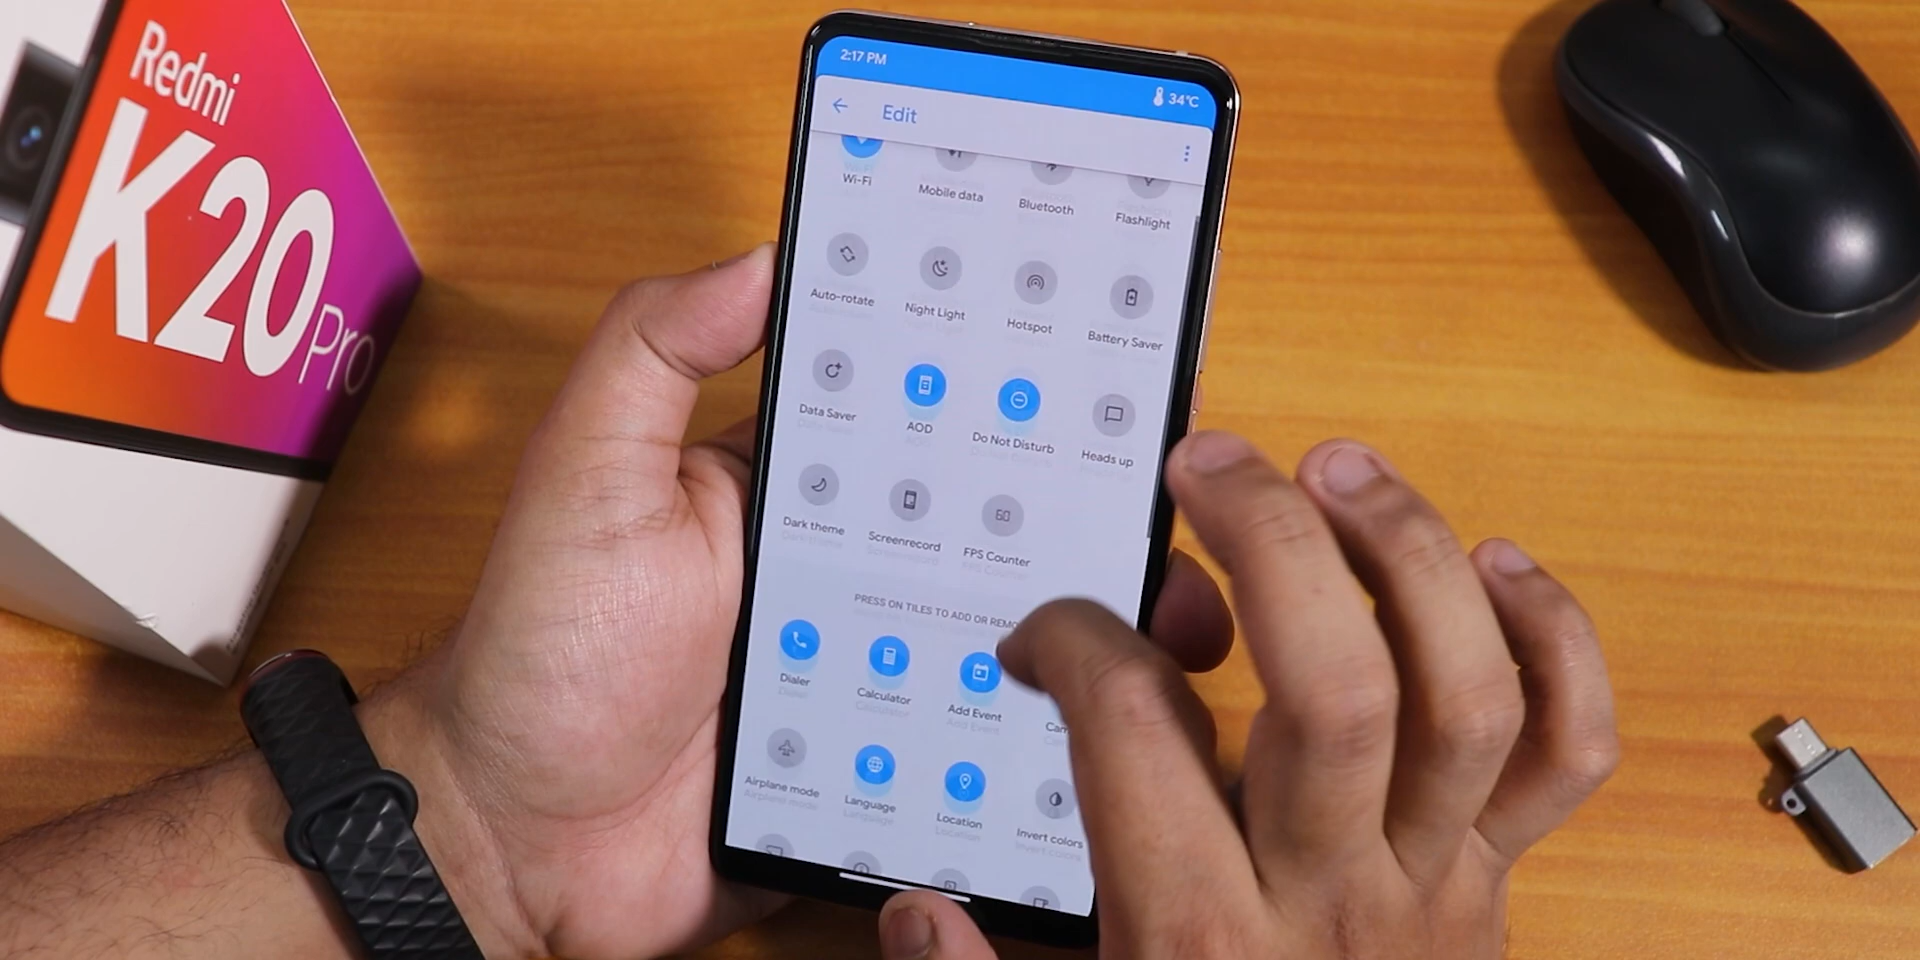 Redmi
K20 Pro
2:17 PM
34°C
Edit
Wi-Fi
Mobile data
Bluetooth
Flashlight
Auto-rotate
Night Light
Hotspot
Battery Saver
Data Saver
AOD
Do Not Disturb
Heads up
60
Dark theme
Screenrecord
FPS Counter
PRESS ON TILES TO ADD OR
Dialer
Calculator
Add Event
Airplane mode
Language
Location
Invert colors